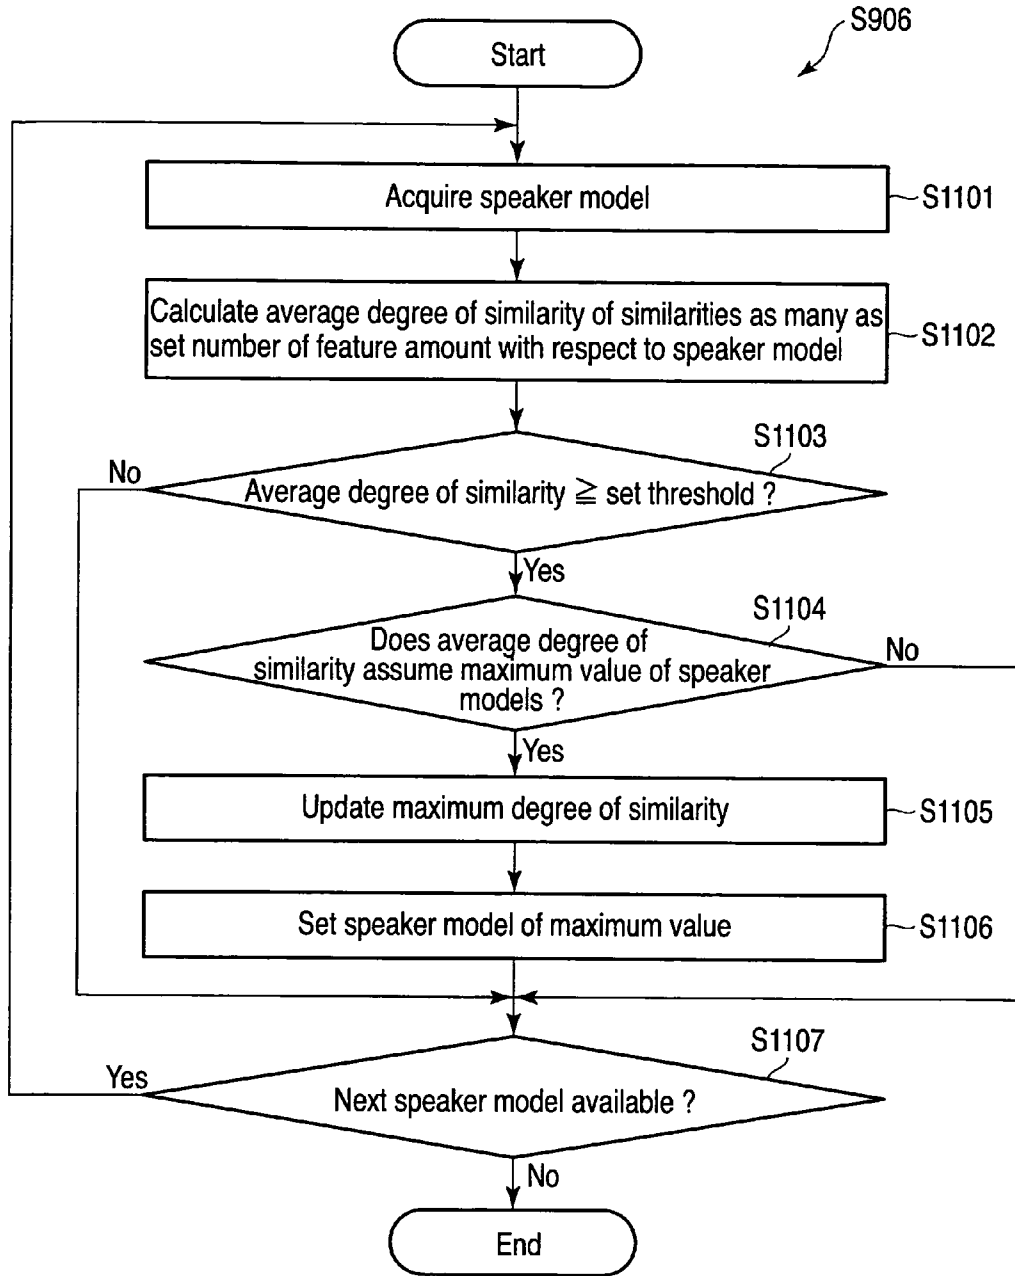 S906
Start
Acquire speaker model
S1101
Calculate average degree of similarity of similarities as many as
set number of feature amount with respect to speaker model
S1102
S1103
No
Average degree of similarity ≧ set threshold ?
Yes
S1104
Does average degree of
similarity assume maximum value of speaker
models ?
No
Yes
Update maximum degree of similarity
S1105
Set speaker model of maximum value
S1106
S1107
Yes
Next speaker model available ?
No
End